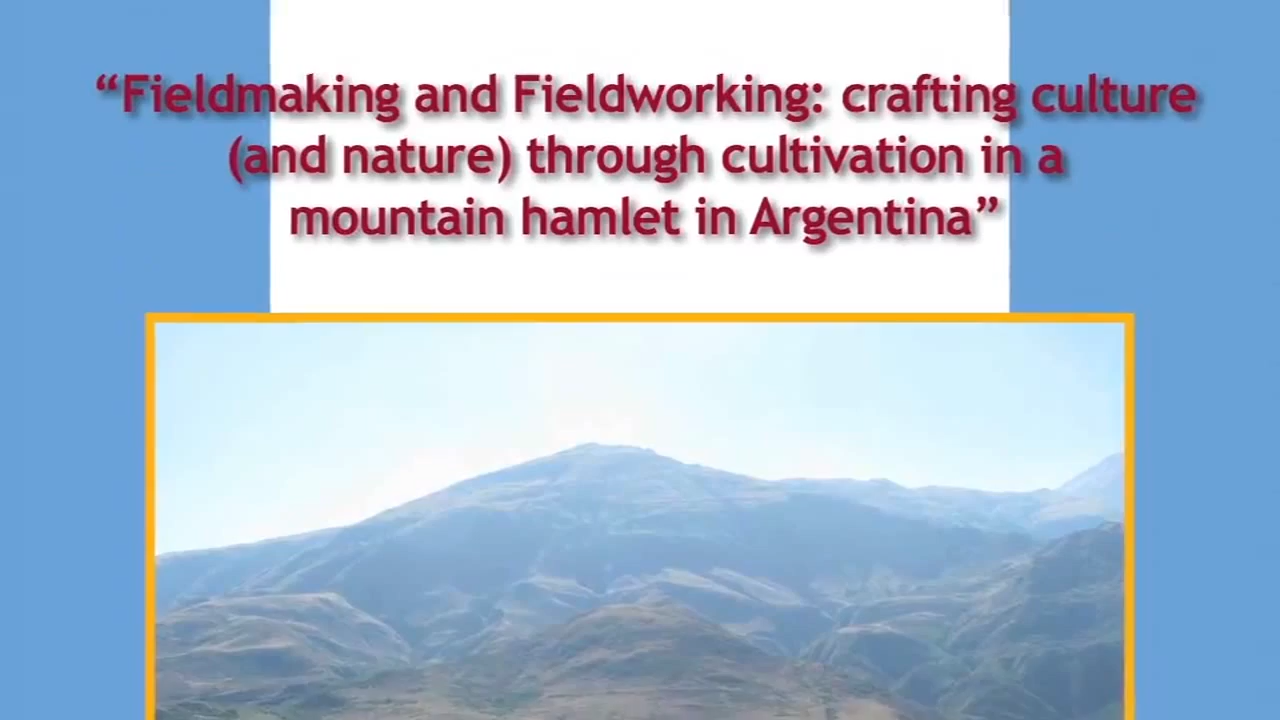 “Fieldmaking and Fieldworking: crafting culture
(and nature) through cultivation in a
mountain hamlet in Argentina”